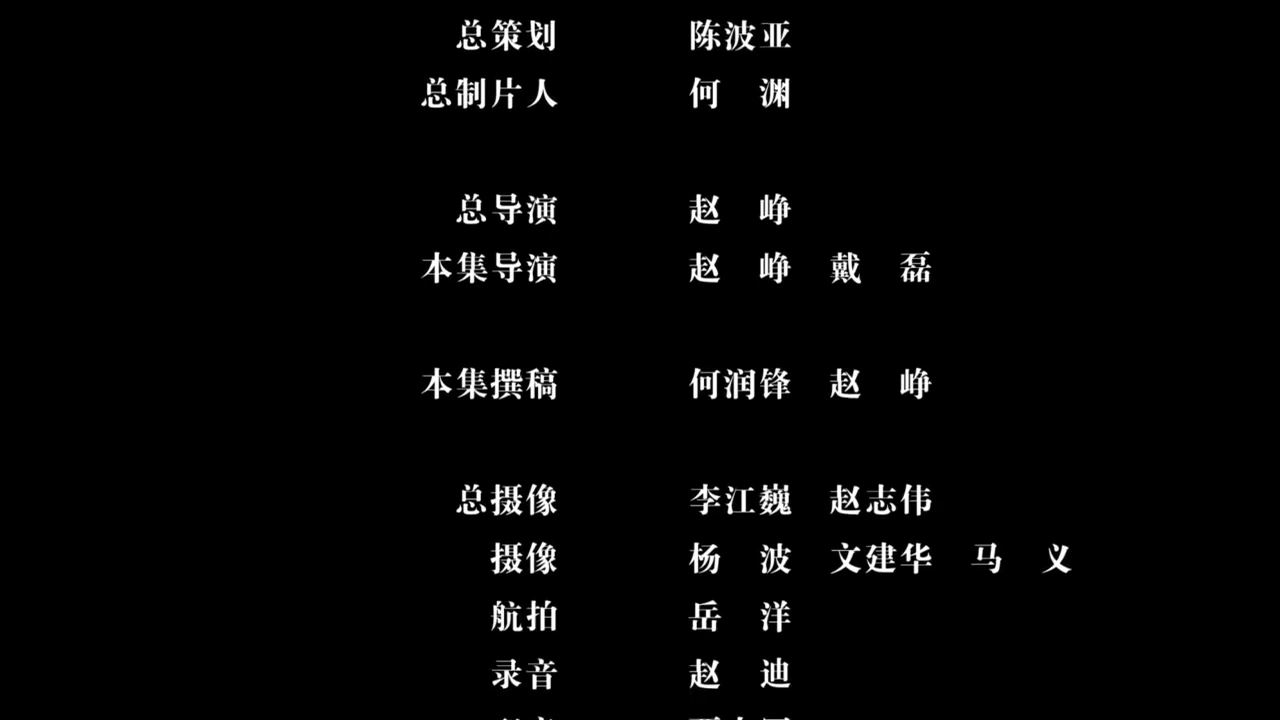 总策划 陈波亚
总制片人 何 渊
总导演 赵 峥
本集导演 赵 峥 戴 磊
本集撰稿 何润锋 赵 峥
总摄像 李江巍 赵志伟
摄像 杨 波 文建华 马 义
航拍 岳 洋
录音 赵 迪